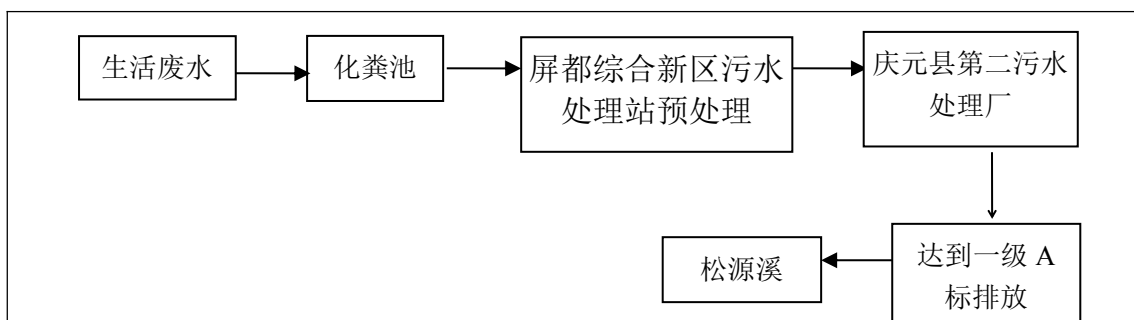 生活废水
化粪池
屏都综合新区污水
处理站预处理
庆元县第二污水
处理厂
达到一级 A
标排放
松源溪